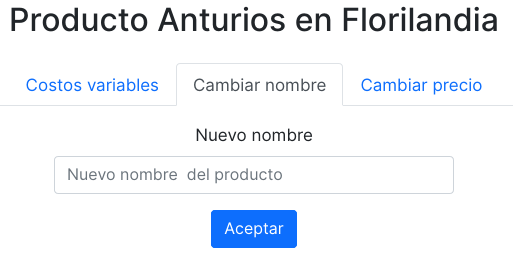 Producto Anturios en Florilandia
Costos variables Cambiar nombre Cambiar precio
Nuevo nombre
Nuevo nombre  del producto
Aceptar